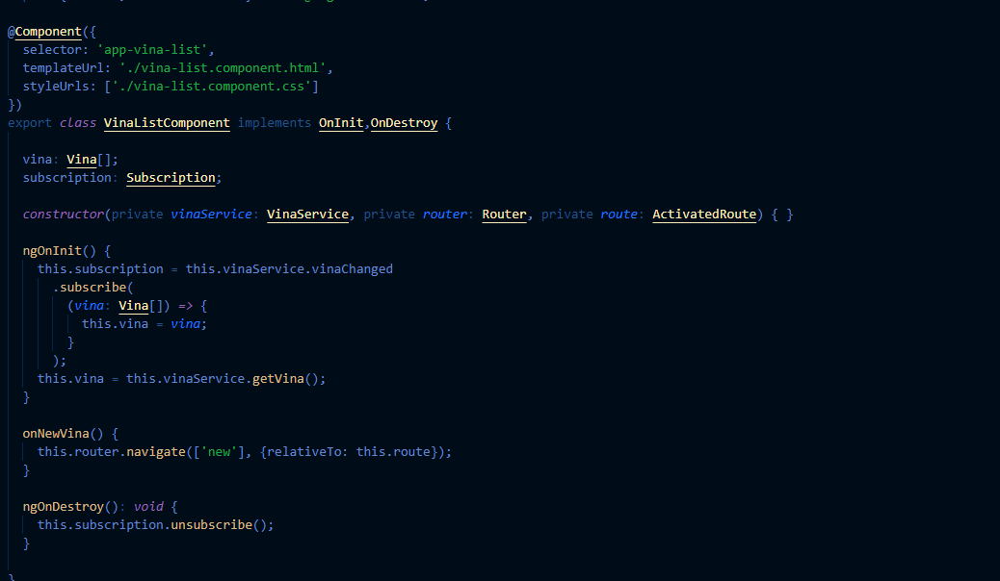 @Component({
  selector: 'app-vina-list',
  templateUrl: './vina-list.component.html',
  styleUrls: ['./vina-list.component.css']
})
export class VinaListComponent implements OnInit,OnDestroy {

  vina: Vina[];
  subscription: Subscription;

  constructor(private vinaService: VinaService, private router: Router, private route: ActivatedRoute) { }

  ngOnInit() {
    this.subscription = this.vinaService.vinaChanged
      .subscribe(
        (vina: Vina[]) => {
          this.vina = vina;
        }
      );
    this.vina = this.vinaService.getVina();
  }

  onNewVina() {
    this.router.navigate(['new'], {relativeTo: this.route});
  }

  ngOnDestroy(): void {
    this.subscription.unsubscribe();
  }

}